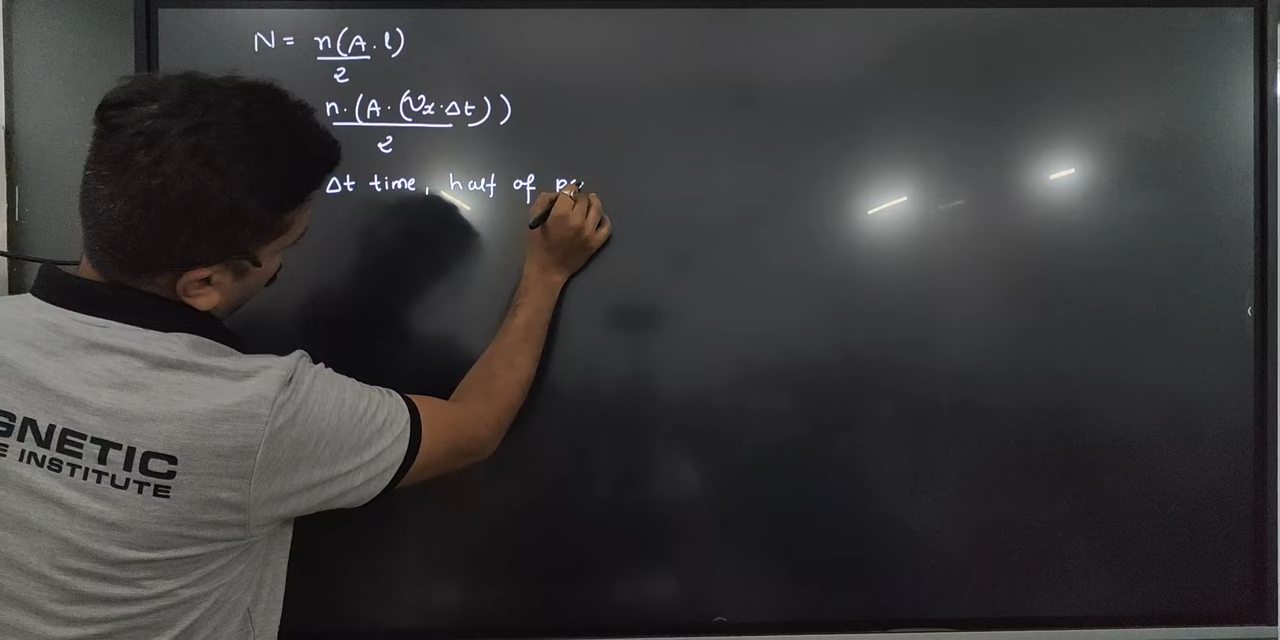 N = n(A.l)/2
n.(A.(Vx.Δt))/2
Δt time, half of
GNETIC
E INSTITUTE